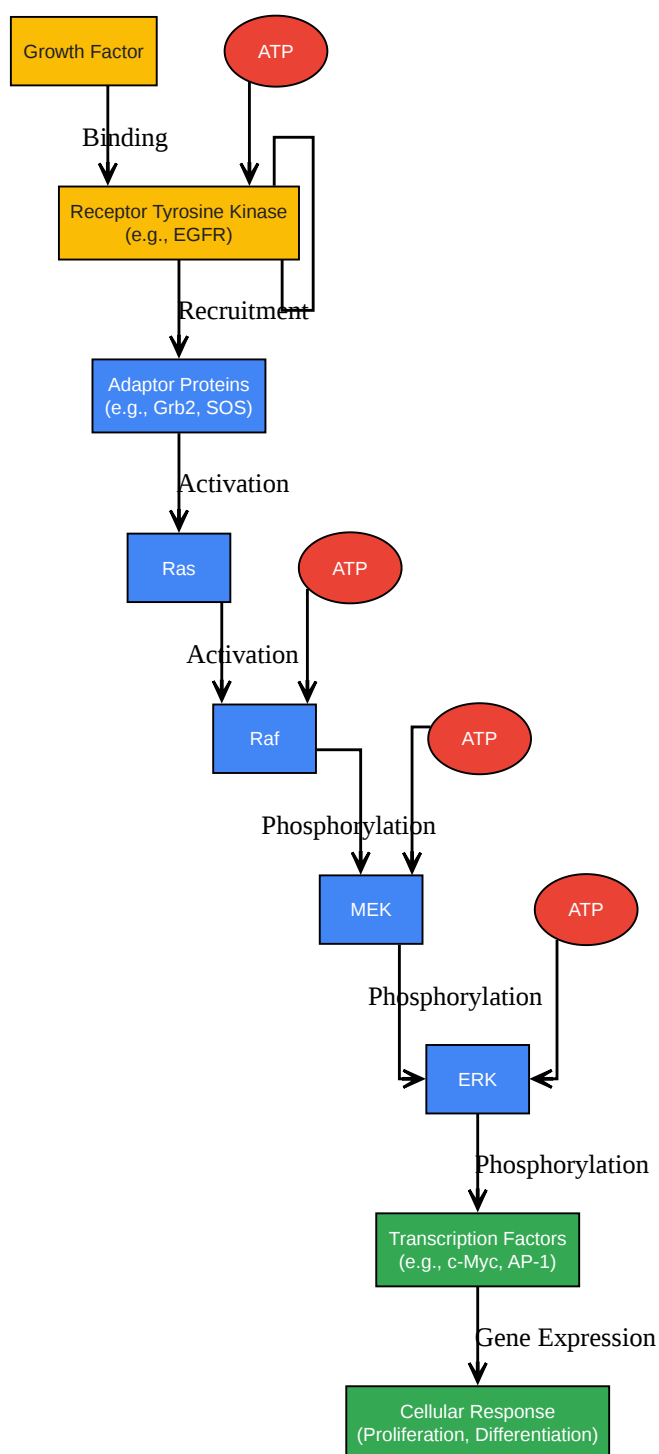 Growth Factor
ATP
Binding
Receptor Tyrosine Kinase
(e.g., EGFR)
Recruitment
Adaptor Proteins
(e.g., Grb2, SOS)
Activation
Ras
ATP
Activation
Raf
ATP
Phosphorylation
MEK
ATP
Phosphorylation
ERK
Phosphorylation
Transcription Factors
(e.g., c-Myc, AP-1)
Gene Expression
Cellular Response
(Proliferation, Differentiation)